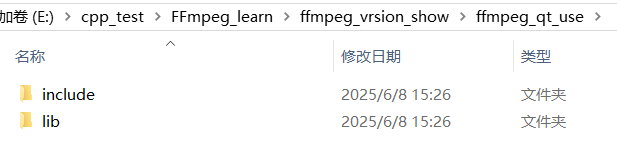 加卷 (E:) > cpp_test > FFmpeg_learn > ffmpeg_vrsion_show > ffmpeg_qt_use >
名称 修改日期 类型
include 2025/6/8 15:26 文件夹
lib 2025/6/8 15:26 文件夹